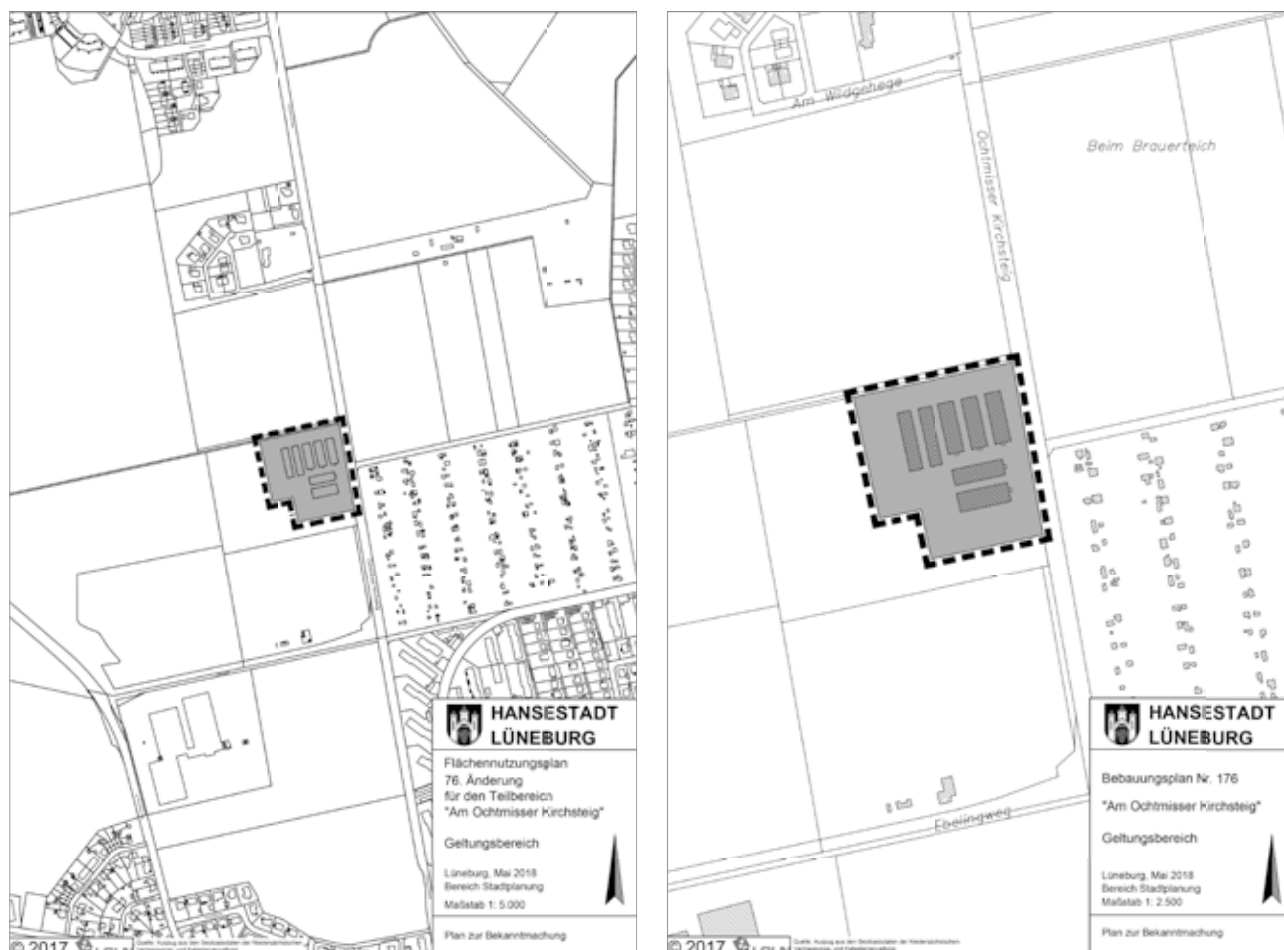 HANSESTADT
LÜNEBURG
Flächennutzungsplan
76. Änderung
für den Teilbereich
"Am Ochtmisser Kirchsteig"
Geltungsbereich
Lüneburg, Mai 2018
Bereich Stadtplanung
Maßstab 1: 5.000
Plan zur Bekanntmachung
© 2017
Am Wildgehege
Ochtmisser Kirchsteig
Beim Brauerteich
Ebelingweg
HANSESTADT
LÜNEBURG
Bebauungsplan Nr. 176
"Am Ochtmisser Kirchsteig"
Geltungsbereich
Lüneburg, Mai 2018
Bereich Stadtplanung
Maßstab 1: 2.500
Plan zur Bekanntmachung
© 2017